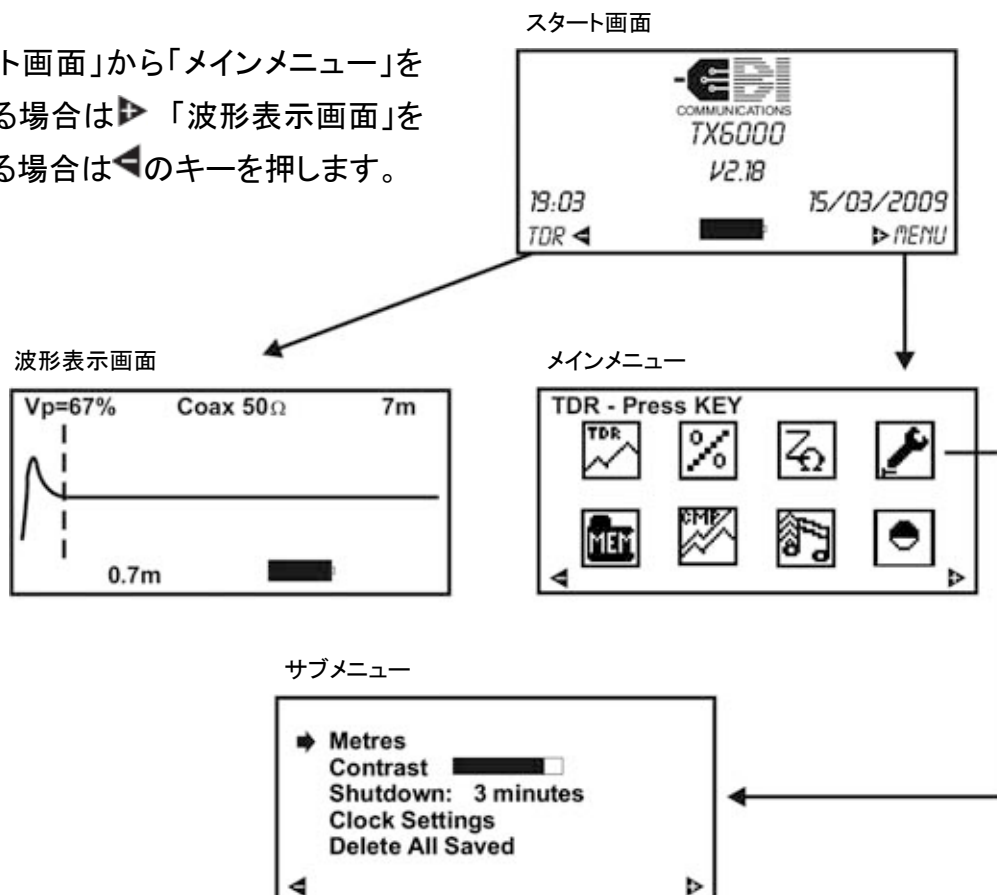 スタート画面
ト画面」から「メインメニュー」を
る場合は 「波形表示画面」を
る場合は のキーを押します。
EBI
COMMUNICATIONS
TX6000
V2.18
19:03 15/03/2009
TDR MENU
波形表示画面
メインメニュー
Vp=67% Coax 50Ω 7m
0.7m
TDR - Press KEY
TDR % ZΩ
MEM CMP
サブメニュー
Metres
Contrast
Shutdown: 3 minutes
Clock Settings
Delete All Saved